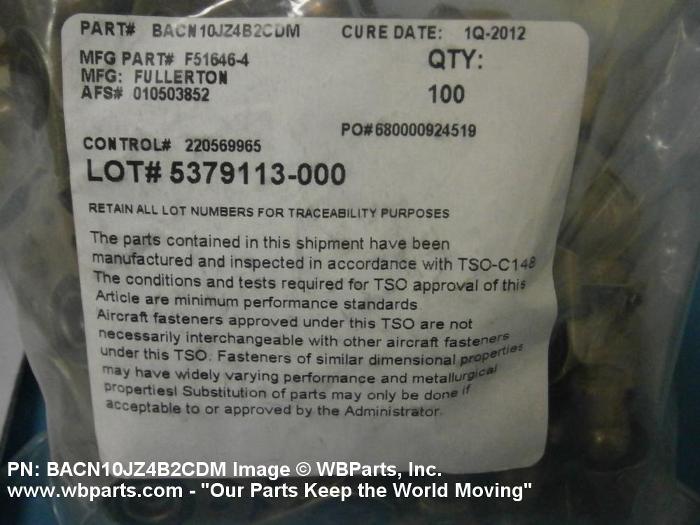 PART# BACN10JZ4B2CDM CURE DATE: 1Q-2012
MFG PART# F51646-4 QTY:
MFG: FULLERTON
AFS# 010503852 100
PO#680000924519
CONTROL# 220569965
LOT# 5379113-000
RETAIN ALL LOT NUMBERS FOR TRACEABILITY PURPOSES
The parts contained in this shipment have been
manufactured and inspected in accordance with TSO-C148
The conditions and tests required for TSO approval of this
Article are minimum performance standards
Aircraft fasteners approved under this TSO are not
necessarily interchangeable with other aircraft fasteners
under this TSO. Fasteners of similar dimensional properties
may have widely varying performance and metallurgical
properties! Substitution of parts may only be done if
acceptable to or approved by the Administrator.
PN: BACN10JZ4B2CDM Image © WBParts, Inc.
www.wbparts.com - "Our Parts Keep the World Moving"